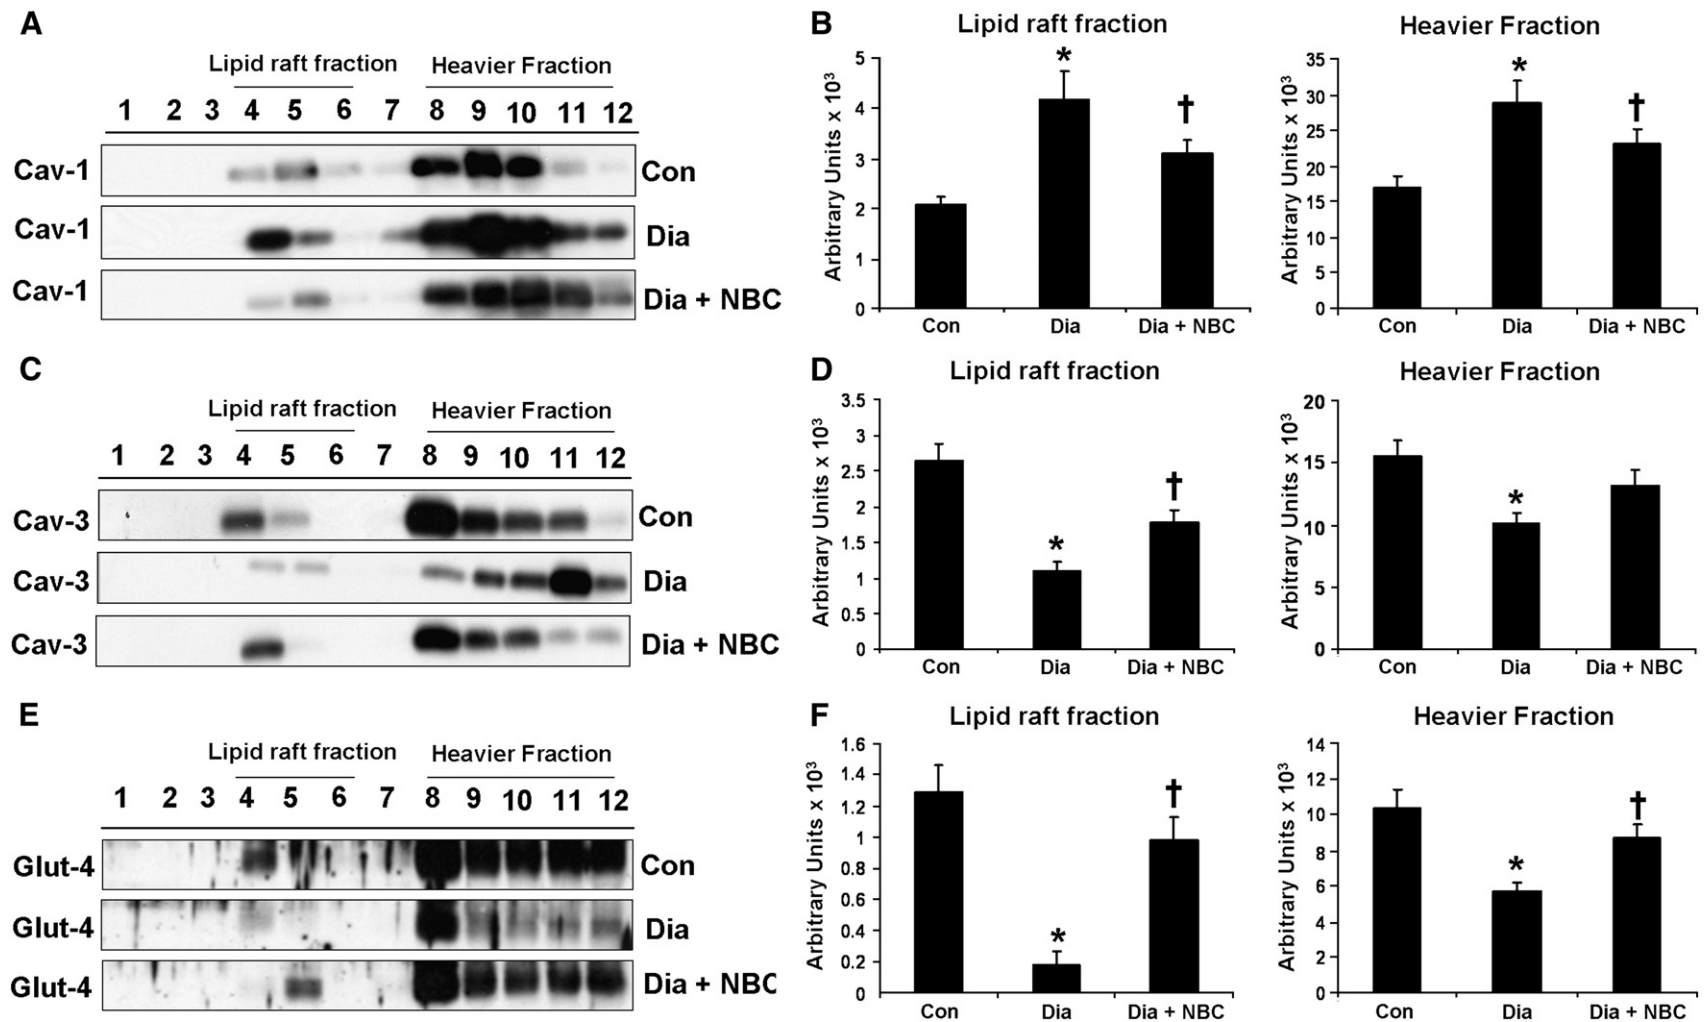 A
Lipid raft fraction Heavier Fraction
1 2 3 4 5 6 7 8 9 10 11 12
Cav-1 Con
Cav-1 Dia
Cav-1 Dia + NBC
B
Lipid raft fraction
Arbitrary Units x 10³
5
4
3
2
1
0
*
†
Con Dia Dia + NBC
Heavier Fraction
Arbitrary Units x 10³
35
30
25
20
15
10
5
0
*
†
Con Dia Dia + NBC
C
Lipid raft fraction Heavier Fraction
1 2 3 4 5 6 7 8 9 10 11 12
Cav-3 Con
Cav-3 Dia
Cav-3 Dia + NBC
D
Lipid raft fraction
Arbitrary Units x 10³
3.5
3
2.5
2
1.5
1
0.5
0
*
†
Con Dia Dia + NBC
Heavier Fraction
Arbitrary Units x 10³
20
15
10
5
0
*
Con Dia Dia + NBC
E
Lipid raft fraction Heavier Fraction
1 2 3 4 5 6 7 8 9 10 11 12
Glut-4 Con
Glut-4 Dia
Glut-4 Dia + NBC
F
Lipid raft fraction
Arbitrary Units x 10³
1.6
1.4
1.2
1
0.8
0.6
0.4
0.2
0
*
†
Con Dia Dia + NBC
Heavier Fraction
Arbitrary Units x 10³
14
12
10
8
6
4
2
0
*
†
Con Dia Dia + NBC